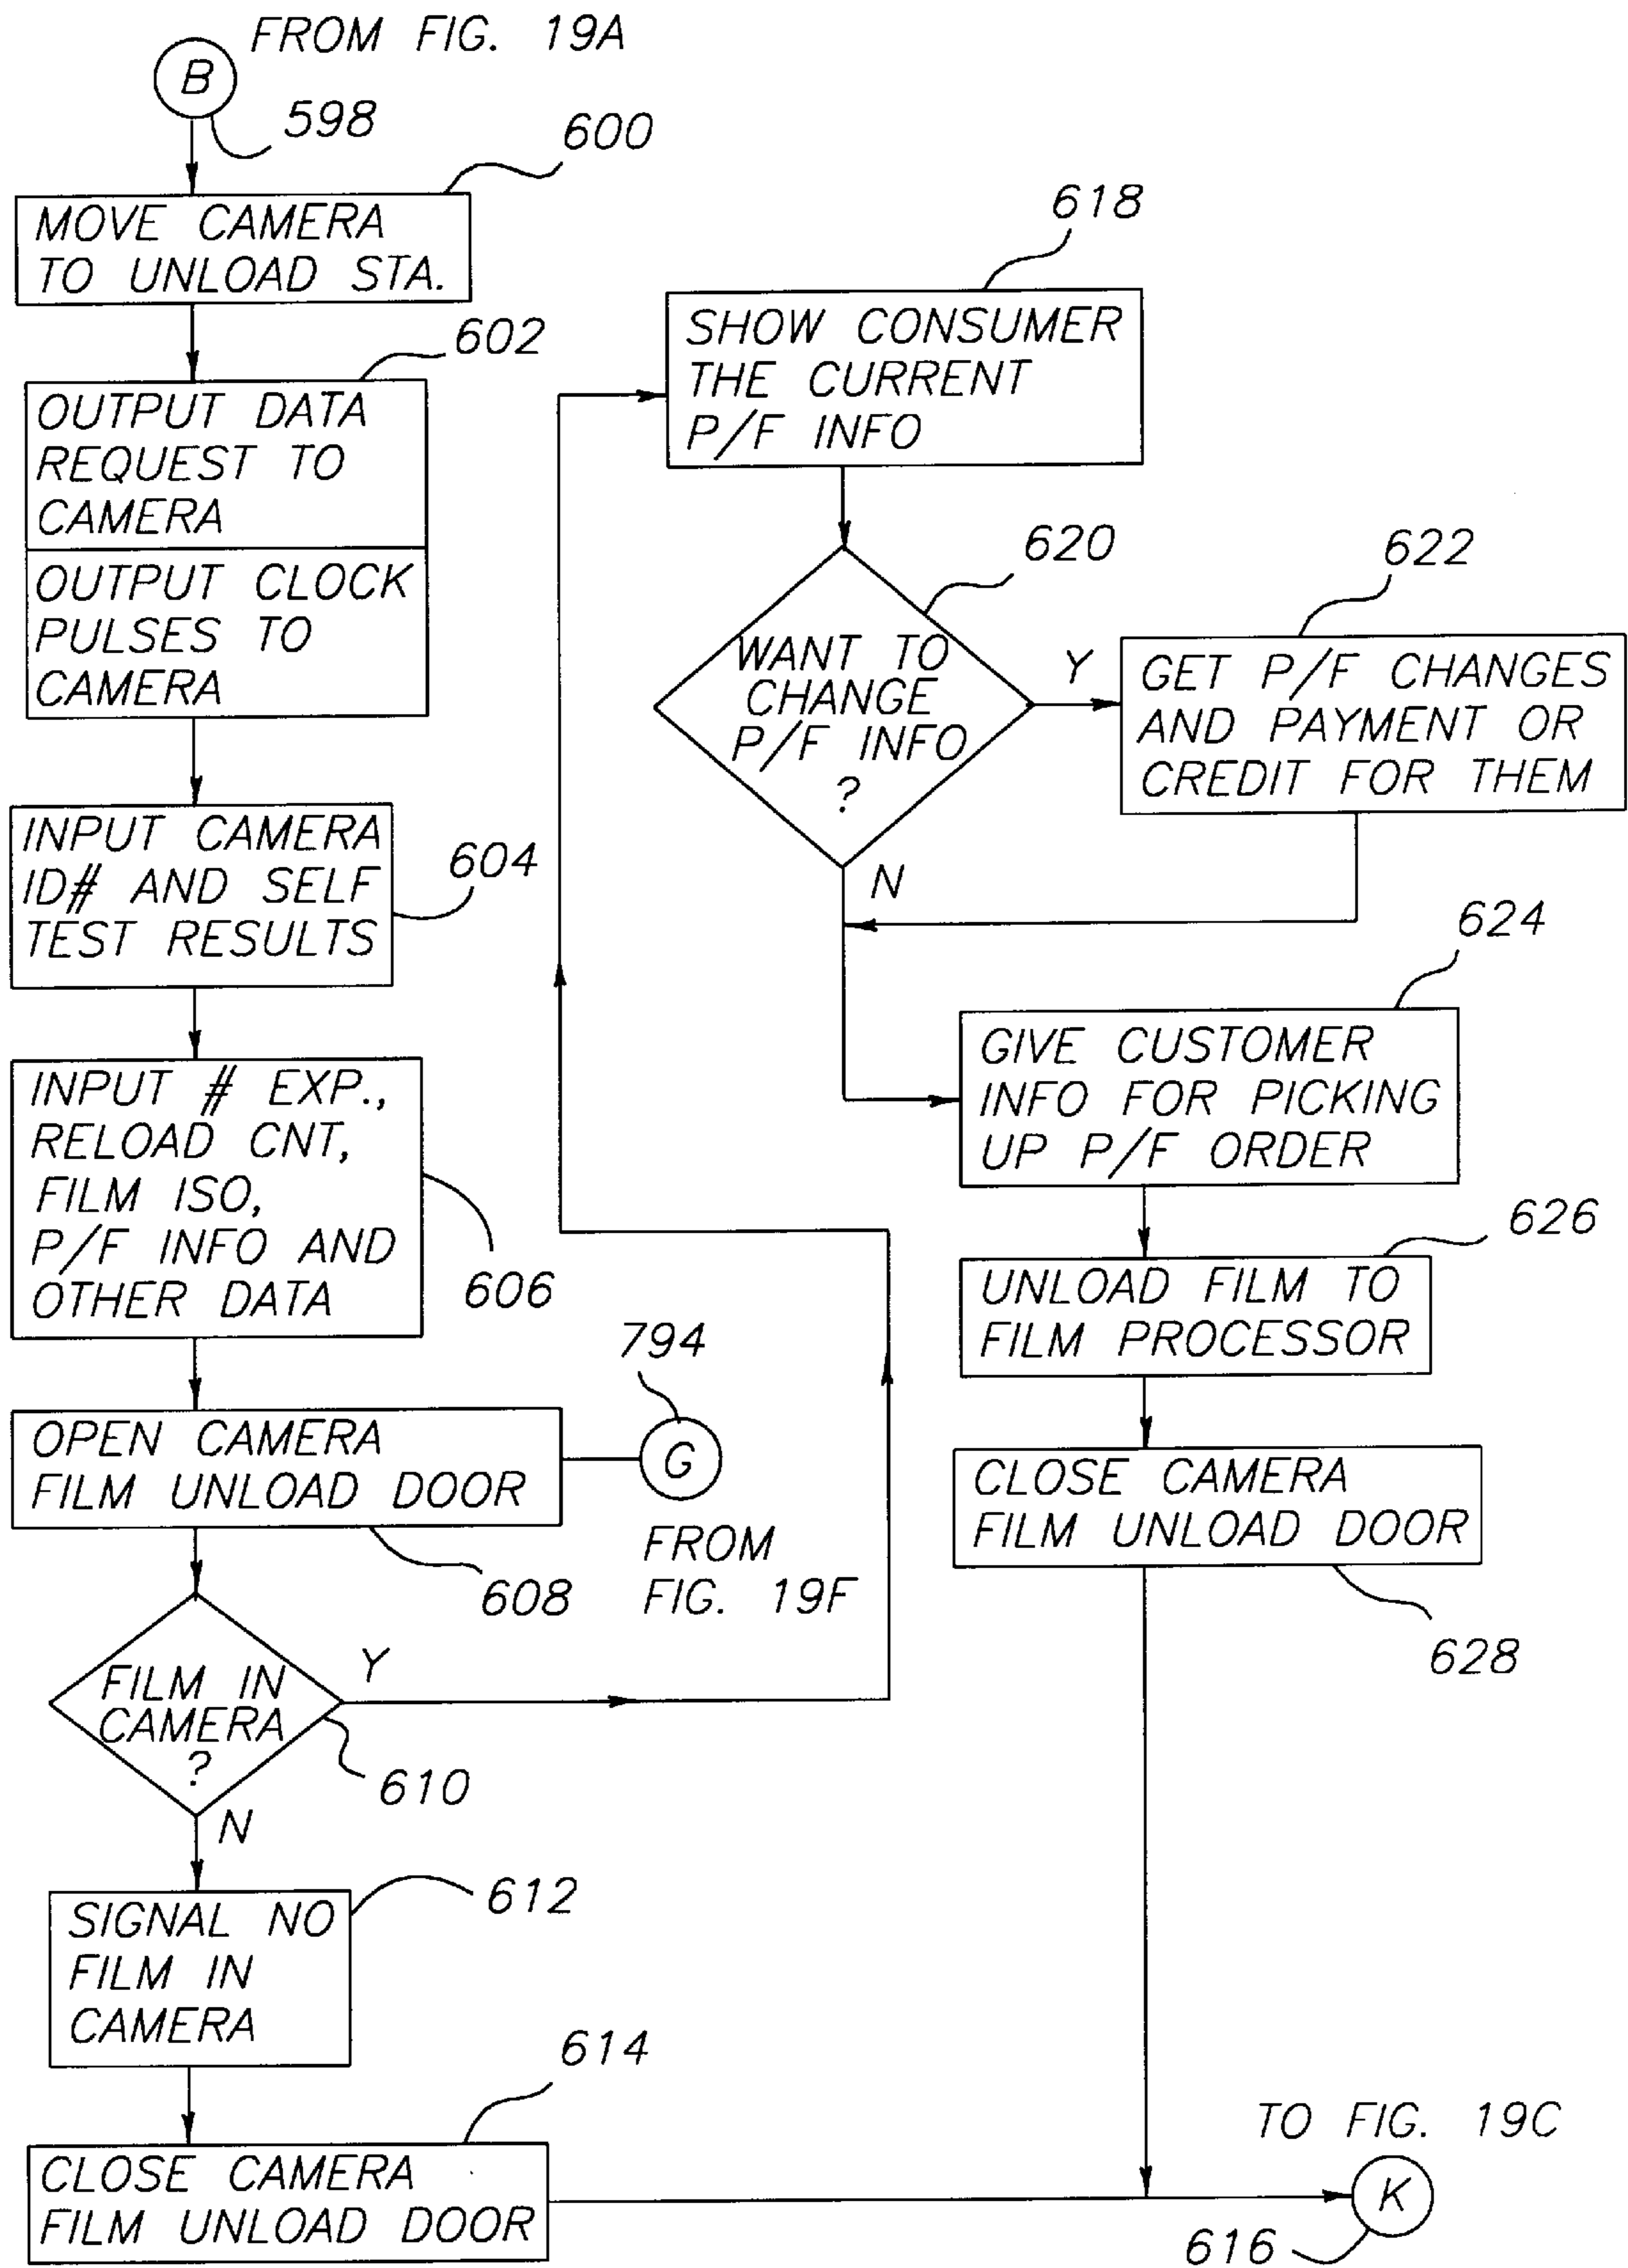 FROM FIG. 19A
B
598
600
MOVE CAMERA
TO UNLOAD STA.
602
OUTPUT DATA
REQUEST TO
CAMERA
OUTPUT CLOCK
PULSES TO
CAMERA
INPUT CAMERA
ID# AND SELF
TEST RESULTS
604
INPUT # EXP.,
RELOAD CNT,
FILM ISO,
P/F INFO AND
OTHER DATA
606
OPEN CAMERA
FILM UNLOAD DOOR
608
794
G
FROM
FIG. 19F
FILM IN
CAMERA
?
Y
610
N
SIGNAL NO
FILM IN
CAMERA
612
614
CLOSE CAMERA
FILM UNLOAD DOOR
618
SHOW CONSUMER
THE CURRENT
P/F INFO
620
WANT TO
CHANGE
P/F INFO
?
Y
622
GET P/F CHANGES
AND PAYMENT OR
CREDIT FOR THEM
N
624
GIVE CUSTOMER
INFO FOR PICKING
UP P/F ORDER
626
UNLOAD FILM TO
FILM PROCESSOR
CLOSE CAMERA
FILM UNLOAD DOOR
628
TO FIG. 19C
K
616